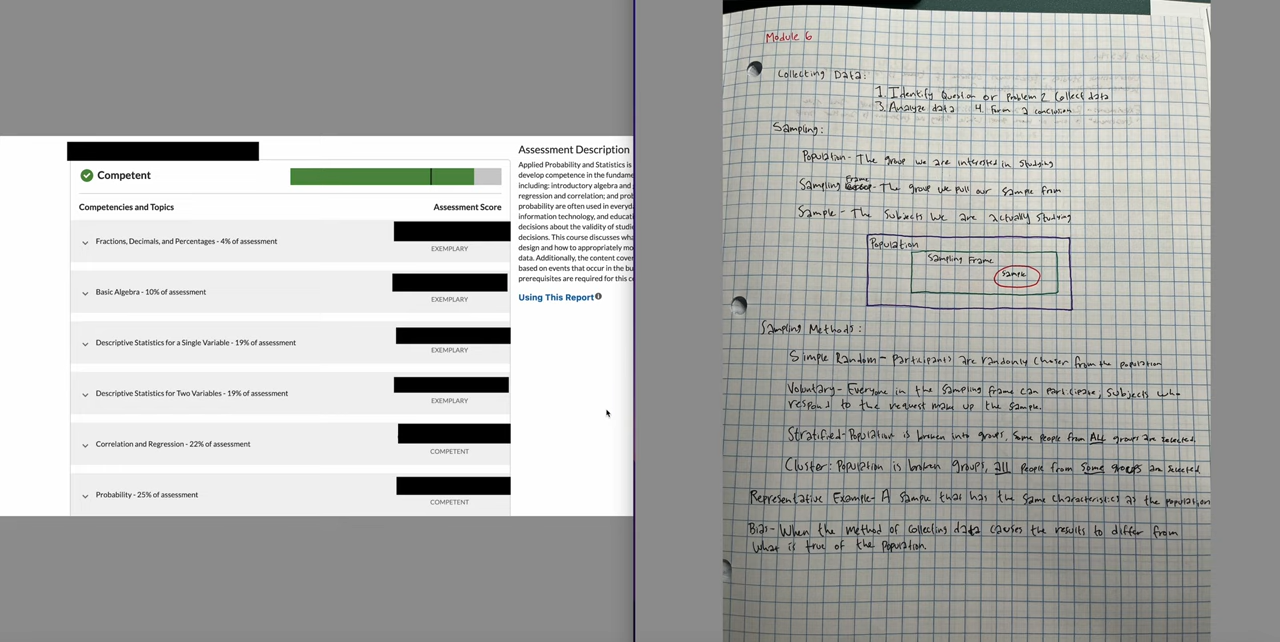 Competent
Competencies and Topics
Assessment Score
Fractions, Decimals, and Percentages - 4% of assessment
EXEMPLARY
Basic Algebra - 10% of assessment
EXEMPLARY
Descriptive Statistics for a Single Variable - 19% of assessment
EXEMPLARY
Descriptive Statistics for Two Variables - 19% of assessment
EXEMPLARY
Correlation and Regression - 22% of assessment
COMPETENT
Probability - 25% of assessment
COMPETENT
Assessment Description
Applied Probability and Statistics is
develop competence in the fundame
including: introductory algebra and
regression and correlation; and prob
probability are often used in everyda
information technology, and educati
decisions about the validity of studie
decisions. This course discusses wha
design and how to appropriately mo
data. Additionally, the content cover
based on events that occur in the bu
prerequisites are required for this c
Using This Report
Module 6
Collecting Data:
1. Identify Question or Problem 2 Collect data
3. Analyze data 4. Form a conclusion
Sampling:
Population - The group we are interested in studying
Sampling Frame - The group we pull our sample from
Sample - The subjects we are actually studying
Population
Sampling Frame
Sample
Sampling Methods:
Simple Random - Participants are randomly chosen from the population
Voluntary - Everyone in the sampling frame can participate, subjects who
respond to the request make up the sample.
Stratified - Population is broken into groups, some people from ALL groups are selected.
Cluster: Population is broken groups, all people from some groups are selected
Representative Example - A sample that has the same characteristics as the population
Bias - When the method of collecting data causes the results to differ from
what is true of the population.